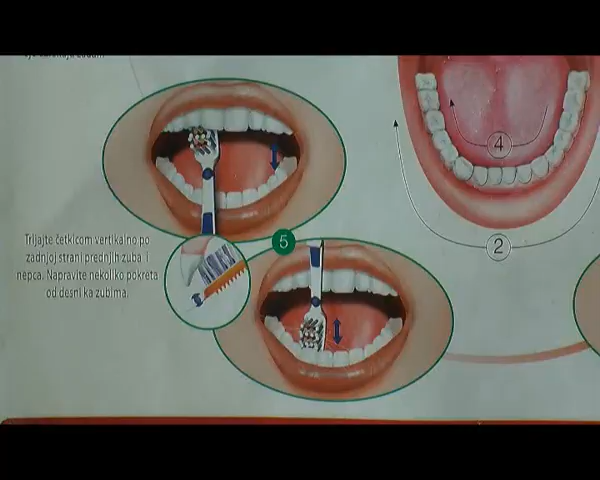 Trljajte četkicom vertikalno po
zadnjoj strani prednjih zuba i
nepca. Napravite nekoliko pokreta
od desni ka zubima.
5
4
2